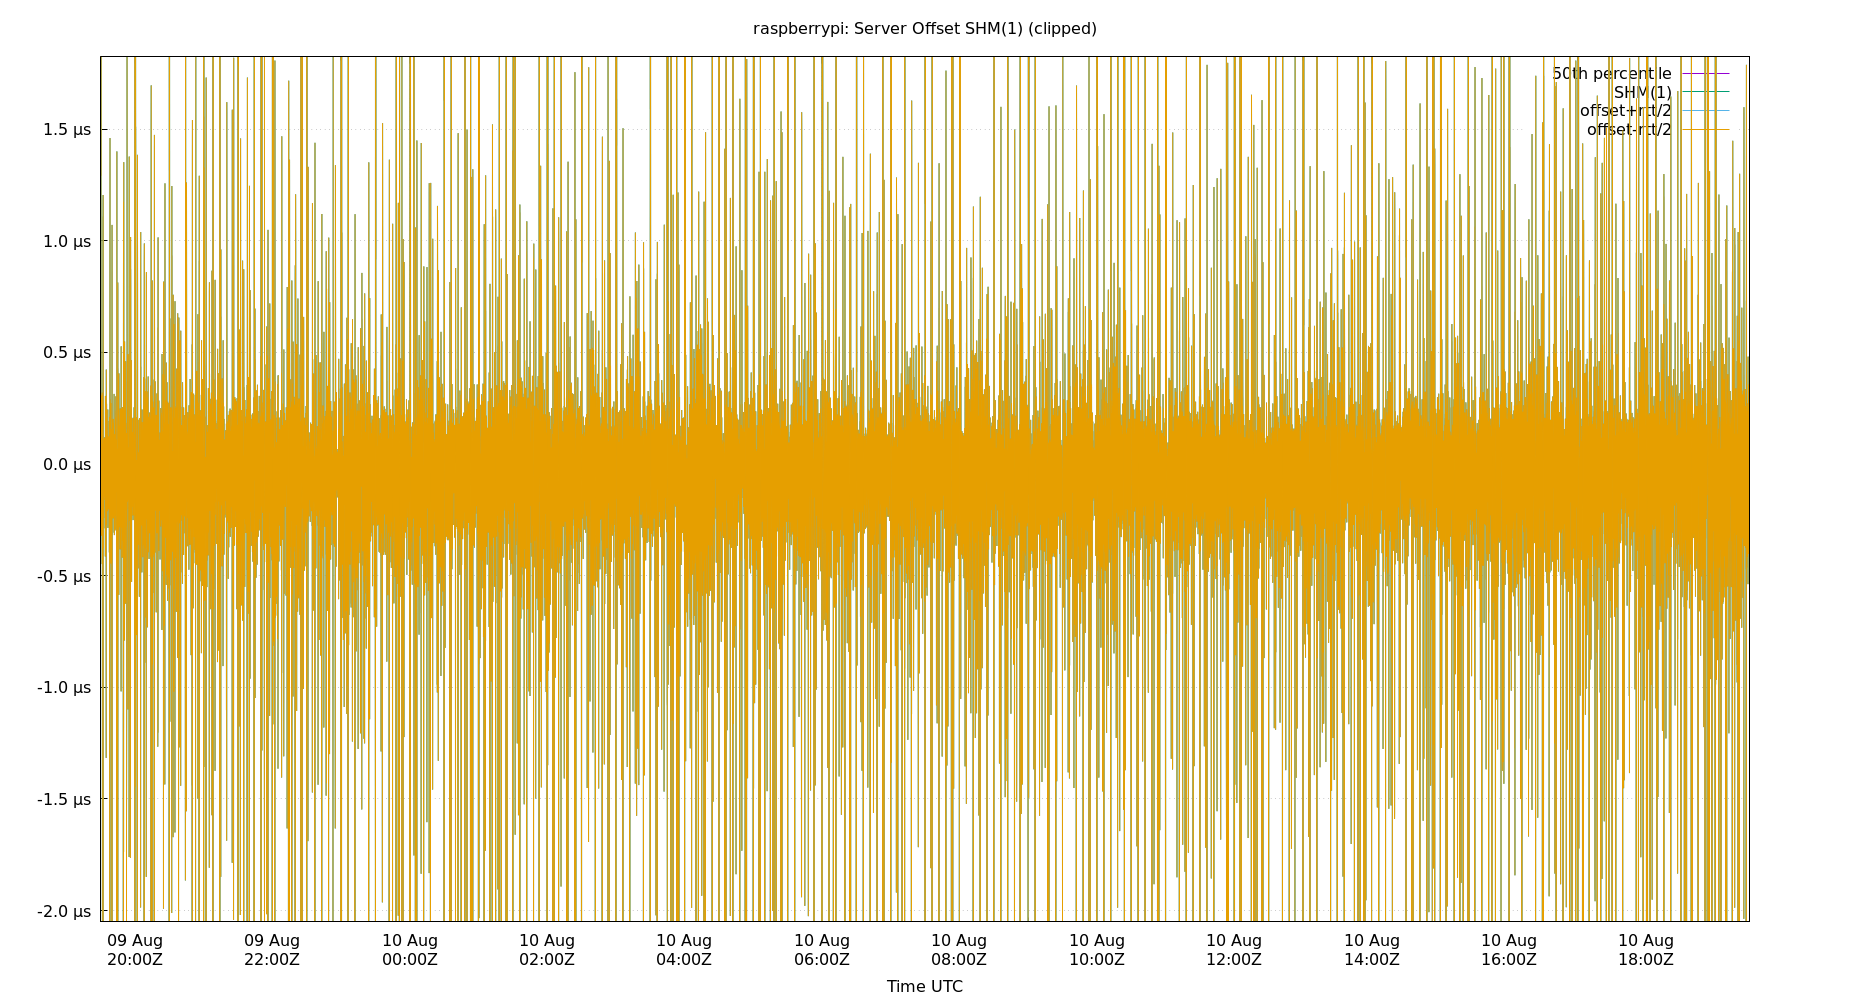 raspberrypi: Server Offset SHM(1) (clipped)
50th percentile
SHM(1)
offset+rtt/2
offset-rtt/2
1.5 µs
1.0 µs
0.5 µs
0.0 µs
-0.5 µs
-1.0 µs
-1.5 µs
-2.0 µs
09 Aug 09 Aug 10 Aug 10 Aug 10 Aug 10 Aug 10 Aug 10 Aug 10 Aug 10 Aug 10 Aug 10 Aug
20:00Z 22:00Z 00:00Z 02:00Z 04:00Z 06:00Z 08:00Z 10:00Z 12:00Z 14:00Z 16:00Z 18:00Z
Time UTC